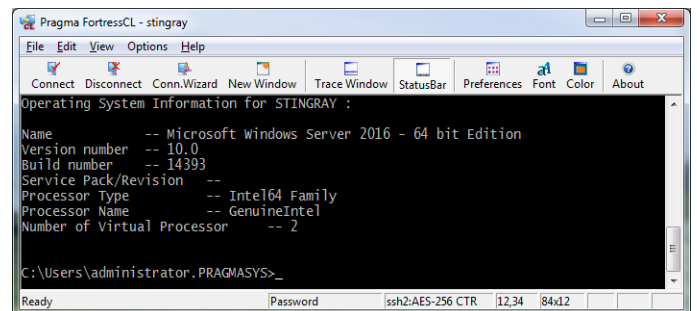 Pragma FortressCL - stingray
File Edit View Options Help
Connect Disconnect Conn.Wizard New Window Trace Window StatusBar Preferences Font Color About
Operating System Information for STINGRAY :
Name -- Microsoft Windows Server 2016 - 64 bit Edition
Version number -- 10.0
Build number -- 14393
Service Pack/Revision --
Processor Type -- Intel64 Family
Processor Name -- GenuineIntel
Number of Virtual Processor -- 2
C:\Users\administrator.PRAGMASYS>_
Ready Password ssh2:AES-256 CTR 12,34 84x12